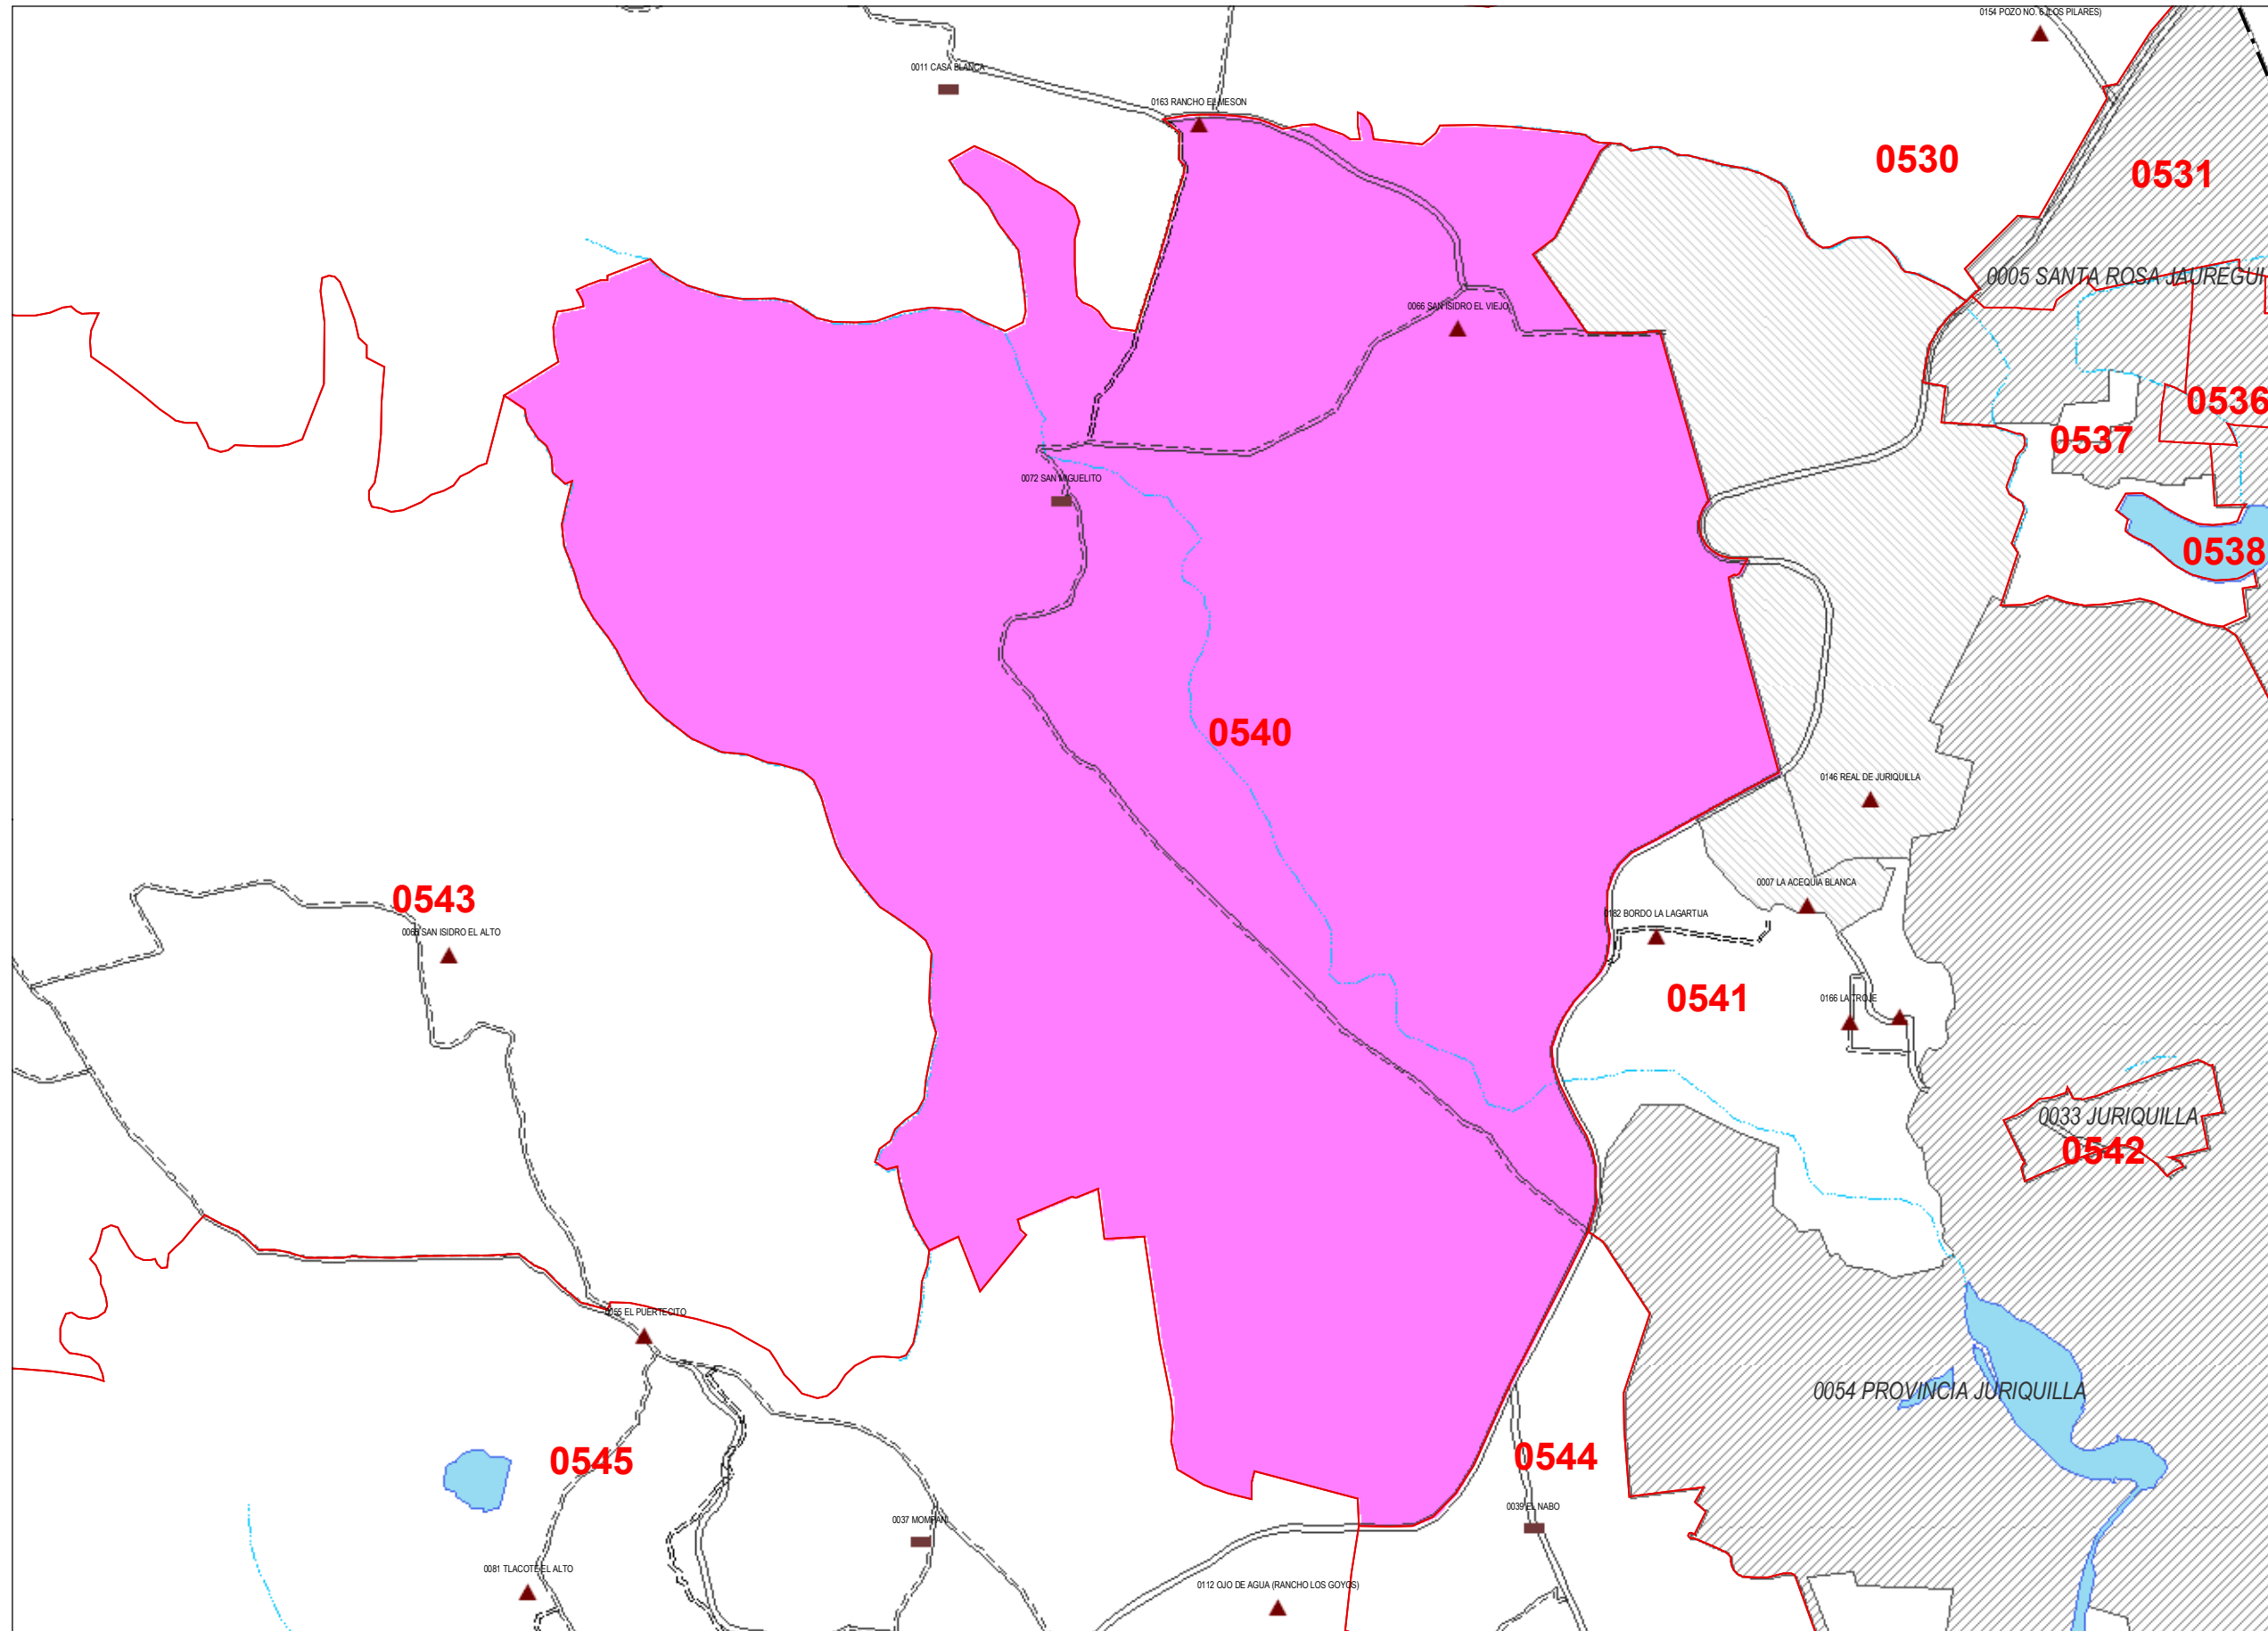 0154 POZO NO. 6 (LOS PILARES)
0011 CASA BLANCA
0163 RANCHO EL MESON
0530
0531
0005 SANTA ROSA JAUREGUI
0066 SAN ISIDRO EL VIEJO
0536
0537
0072 SAN MIGUELITO
0538
0540
0146 REAL DE JURIQUILLA
0007 LA ACEQUIA BLANCA
0543
0182 BORDO LA LAGARTIJA
SAN ISIDRO EL ALTO
0541
0166 LA TROJE
0033 JURIQUILLA
0542
0055 EL PUERTECITO
0054 PROVINCIA JURIQUILLA
0545
0544
0039 EL NABO
0037 MOMPANI
0081 TLACOTE EL ALTO
0112 OJO DE AGUA (RANCHO LOS GOYOS)